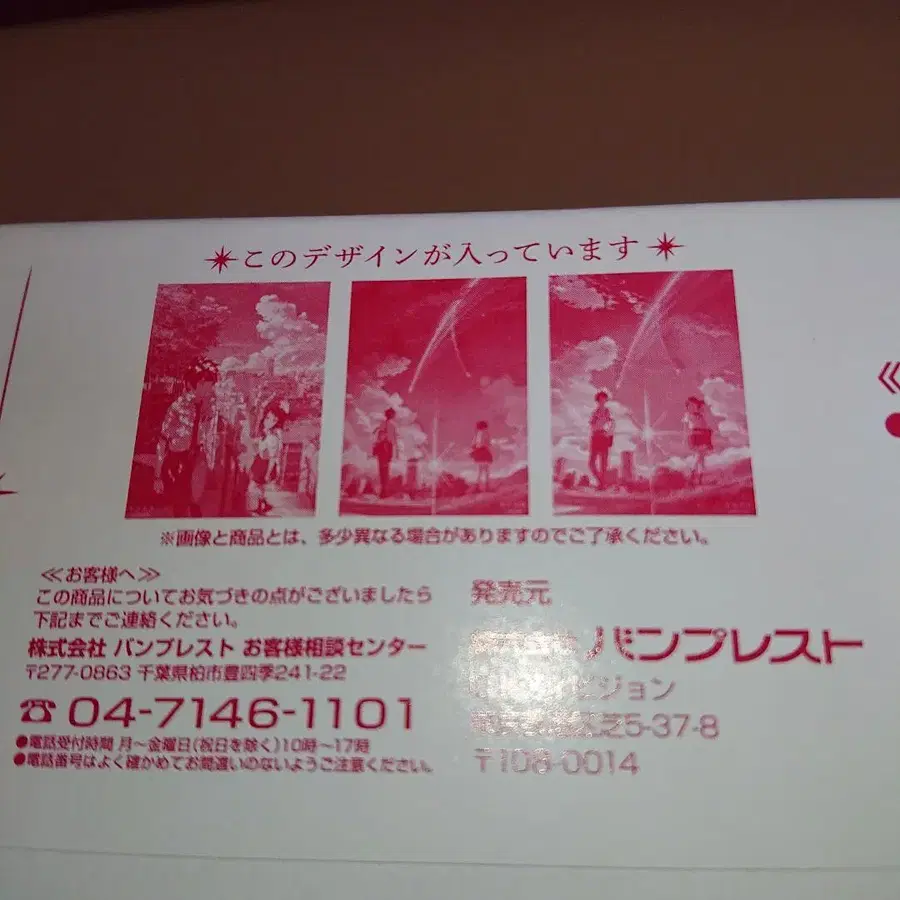 このデザインが入っています
※画像と商品とは、多少異なる場合がありますのでご了承ください。
≪お客様へ≫
この商品についてお気づきの点がございましたら
下記までご連絡ください。
株式会社 バンプレスト お客様相談センター
〒277-0863 千葉県柏市豊四季241-22
☎04-7146-1101
●電話受付時間 月～金曜日(祝日を除く)10時～17時
●電話番号はよく確かめてお間違いのないようご注意ください。
発売元
バンプレスト
ビジョン
5-37-8
〒108-0014
≪
●